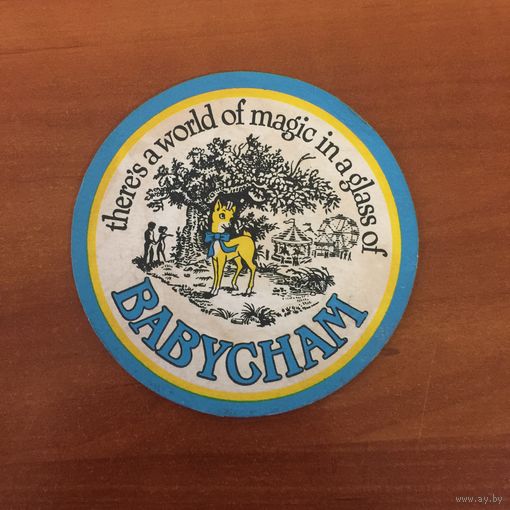 there's a world of magic in a glass of
BABYCHAM
www.ay.by